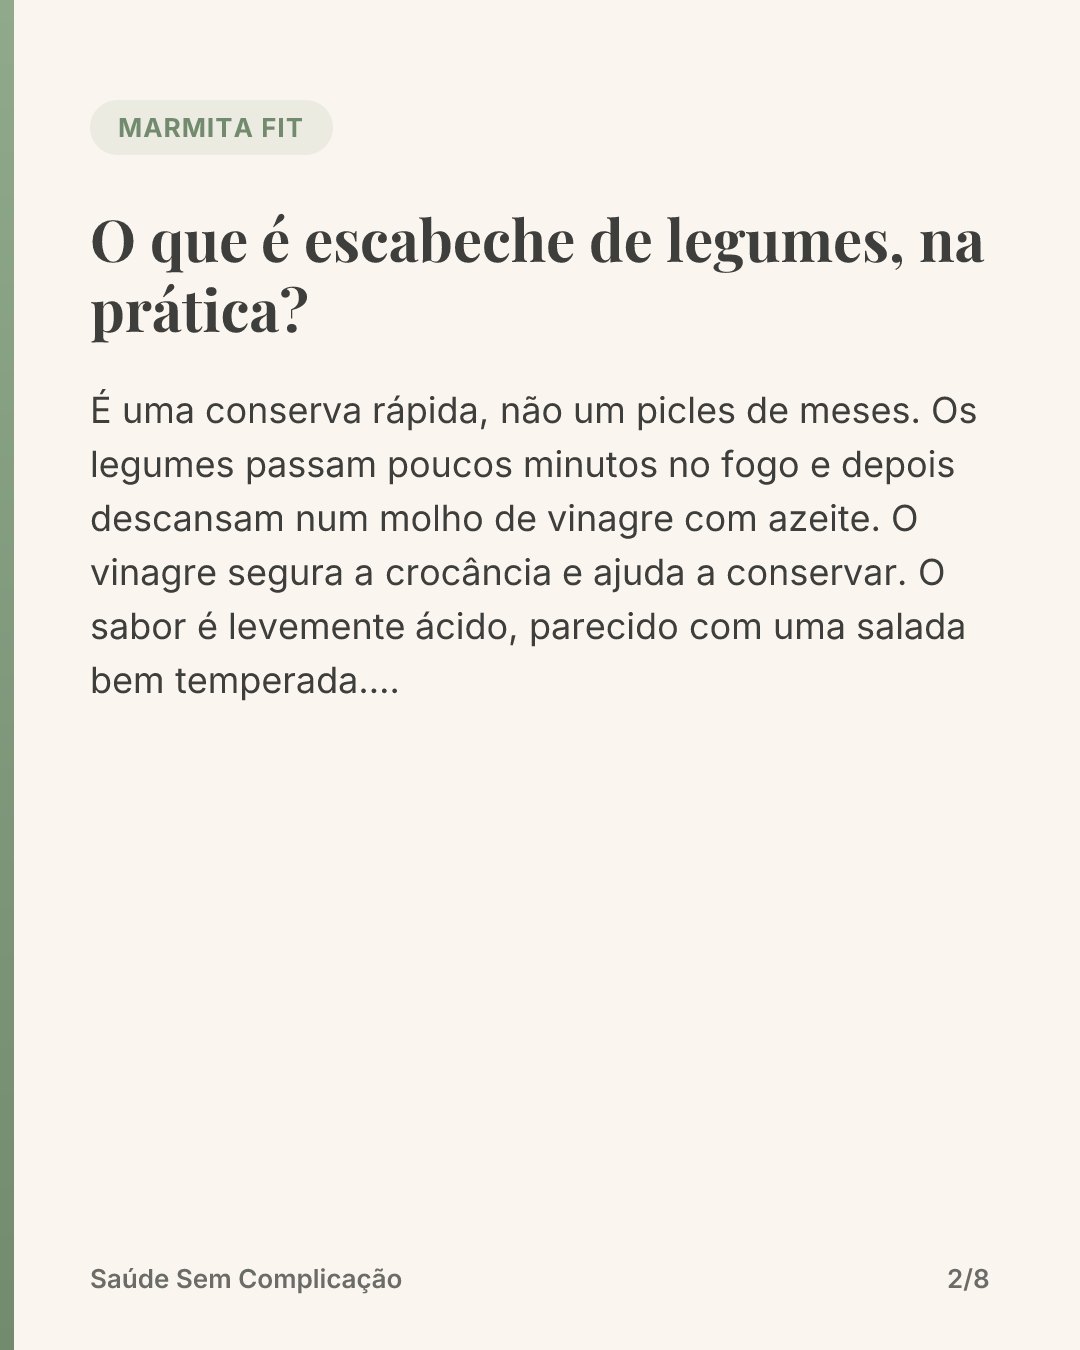 MARMITA FIT
O que é escabeche de legumes, na
prática?
É uma conserva rápida, não um picles de meses. Os
legumes passam poucos minutos no fogo e depois
descansam num molho de vinagre com azeite. O
vinagre segura a crocância e ajuda a conservar. O
sabor é levemente ácido, parecido com uma salada
bem temperada....
Saúde Sem Complicação
2/8